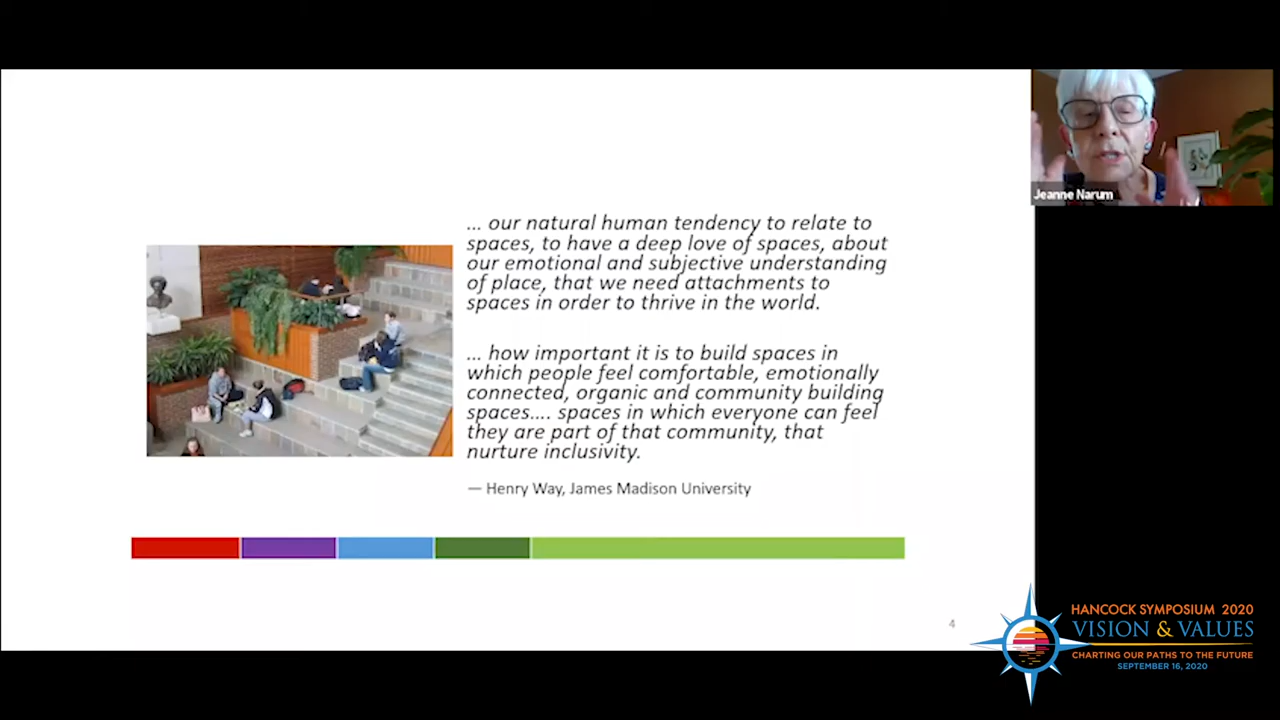 ... our natural human tendency to relate to
spaces, to have a deep love of spaces, about
our emotional and subjective understanding
of place, that we need attachments to
spaces in order to thrive in the world.
... how important it is to build spaces in
which people feel comfortable, emotionally
connected, organic and community building
spaces.... spaces in which everyone can feel
they are part of that community, that
nurture inclusivity.
— Henry Way, James Madison University
4
Jeanne Narum
HANCOCK SYMPOSIUM 2020
VISION & VALUES
CHARTING OUR PATHS TO THE FUTURE
SEPTEMBER 16, 2020